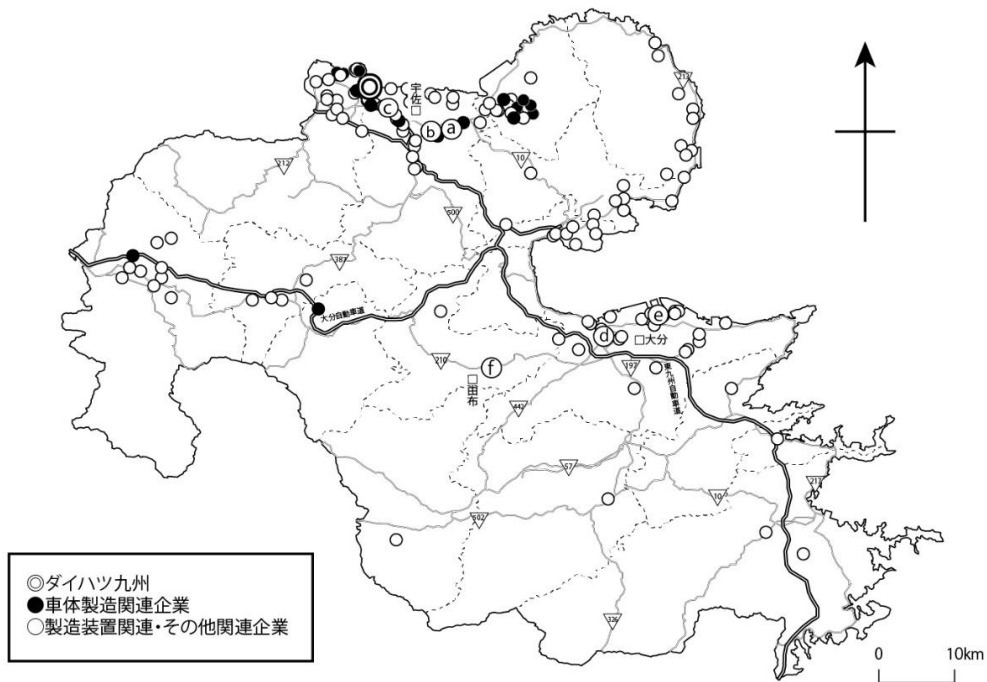 213
宇佐□
c
b
a
10
212
500
387
大分自動車道
e
d
□大分
210
f
□由布
197
東九州自動車道
442
57
10
217
502
326
◎ダイハツ九州
●車体製造関連企業
○製造装置関連・その他関連企業
0 10km